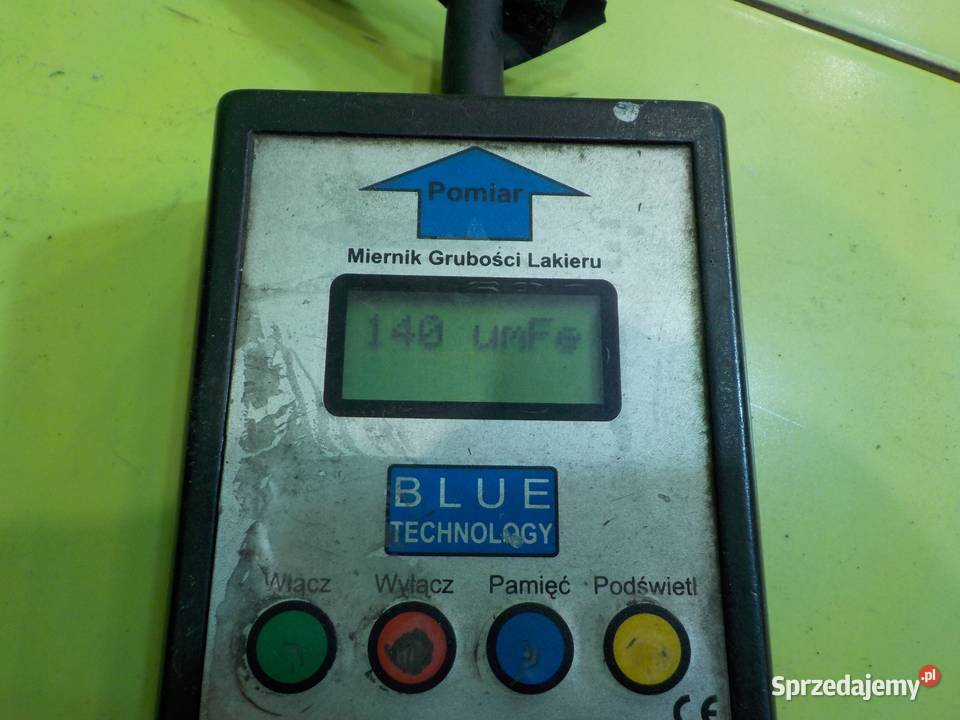 Pomiar
Miernik Grubości Lakieru
140 umFe
BLUE
TECHNOLOGY
Włącz Wyłącz Pamięć Podświetl
CE
Sprzedajemy.pl